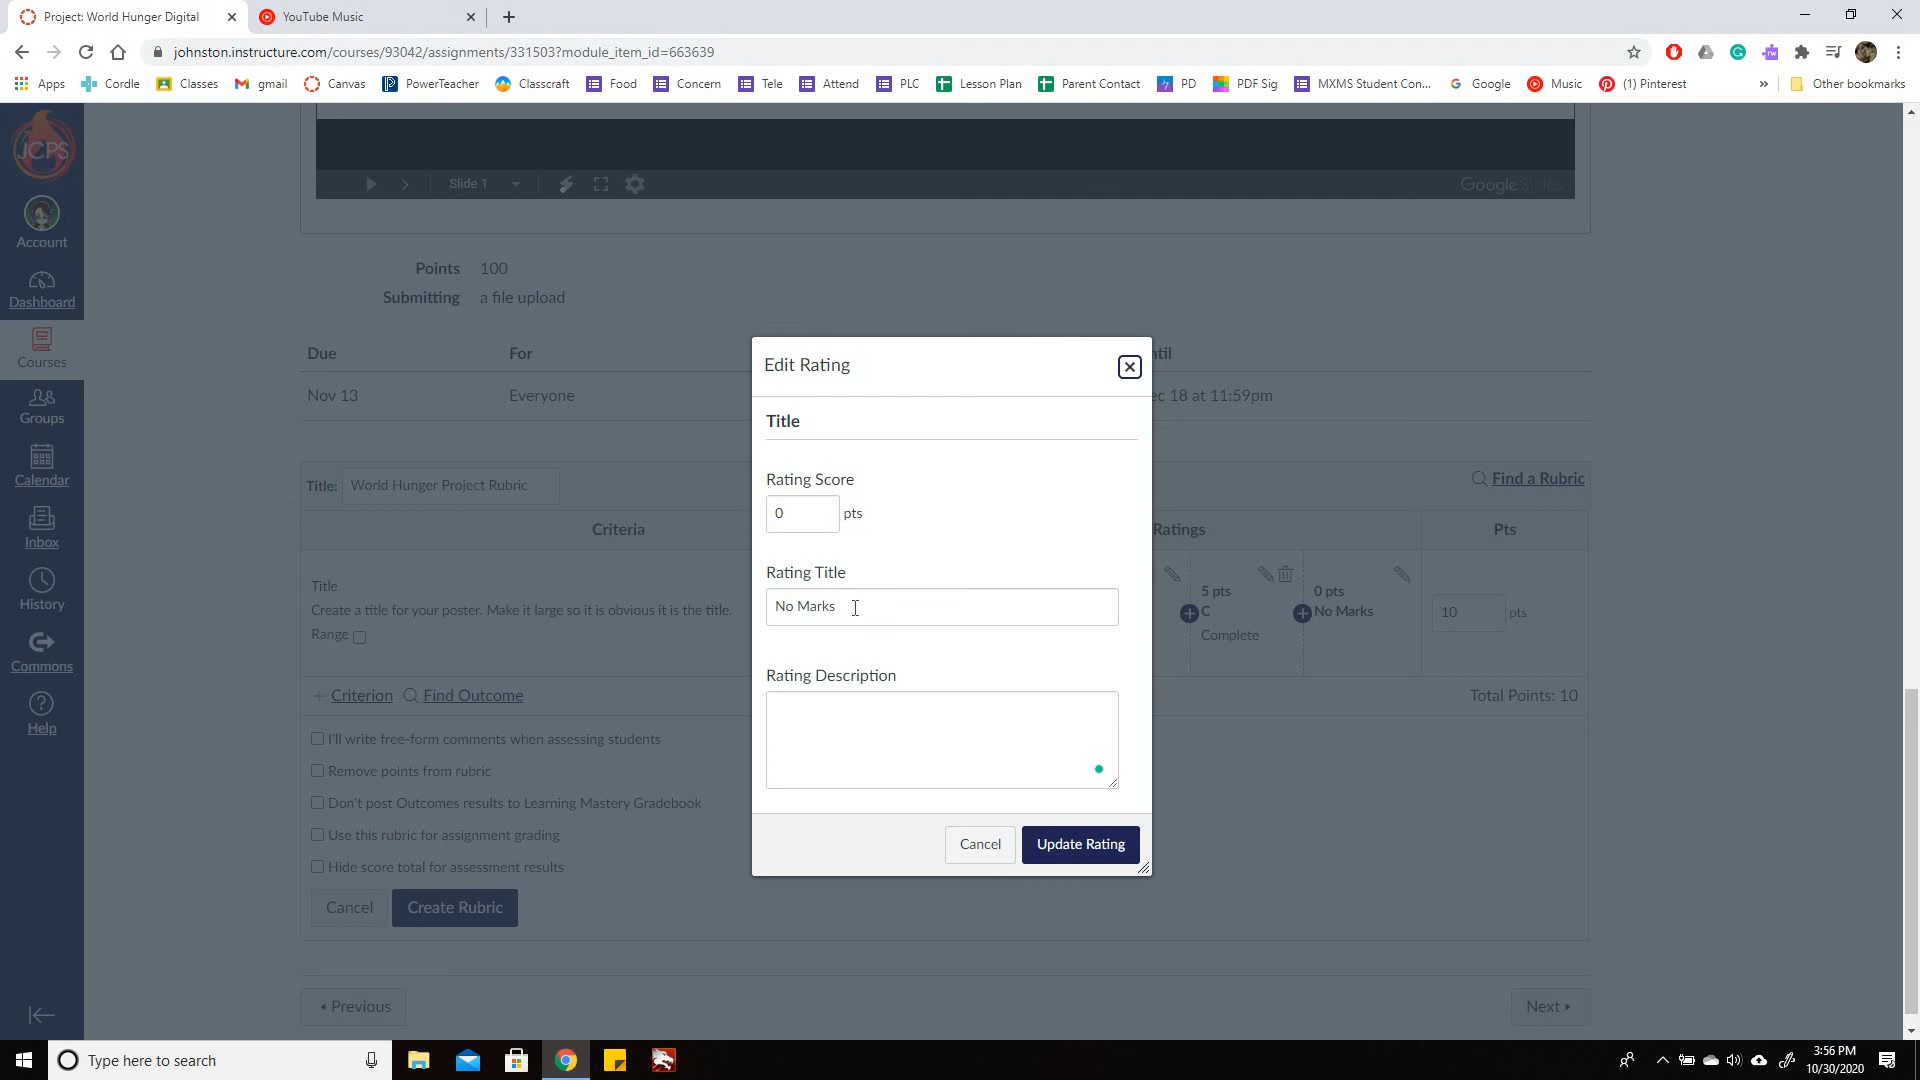 Project: World Hunger Digital
YouTube Music
johnston.instructure.com/courses/93042/assignments/331503?module_item_id=663639
Apps
Cordle
Classes
gmail
Canvas
PowerTeacher
Classcraft
Food
Concern
Tele
Attend
PLC
Lesson Plan
Parent Contact
PD
PDF Sig
MXMS Student Con...
Google
Music
(1) Pinterest
»
Other bookmarks
JCPS
Account
Dashboard
Courses
Groups
Calendar
Inbox
History
Commons
Help
Slide 1
Google Slides
Points 100
Submitting a file upload
Due
For
Nov 13
Everyone
ec 18 at 11:59pm
Title: World Hunger Project Rubric
Find a Rubric
Criteria
Ratings
Pts
Title
Create a title for your poster. Make it large so it is obvious it is the title.
Range
5 pts
C
Complete
0 pts
No Marks
10 pts
+ Criterion
Find Outcome
Total Points: 10
I'll write free-form comments when assessing students
Remove points from rubric
Don't post Outcomes results to Learning Mastery Gradebook
Use this rubric for assignment grading
Hide score total for assessment results
Cancel
Create Rubric
Previous
Next
Edit Rating
Title
Rating Score
0 pts
Rating Title
No Marks
Rating Description
Cancel
Update Rating
Type here to search
3:56 PM
10/30/2020